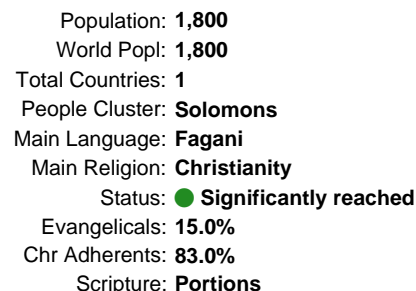 Population: 1,800
World Popl: 1,800
Total Countries: 1
People Cluster: Solomons
Main Language: Fagani
Main Religion: Christianity
Status: Significantly reached
Evangelicals: 15.0%
Chr Adherents: 83.0%
Scripture: Portions